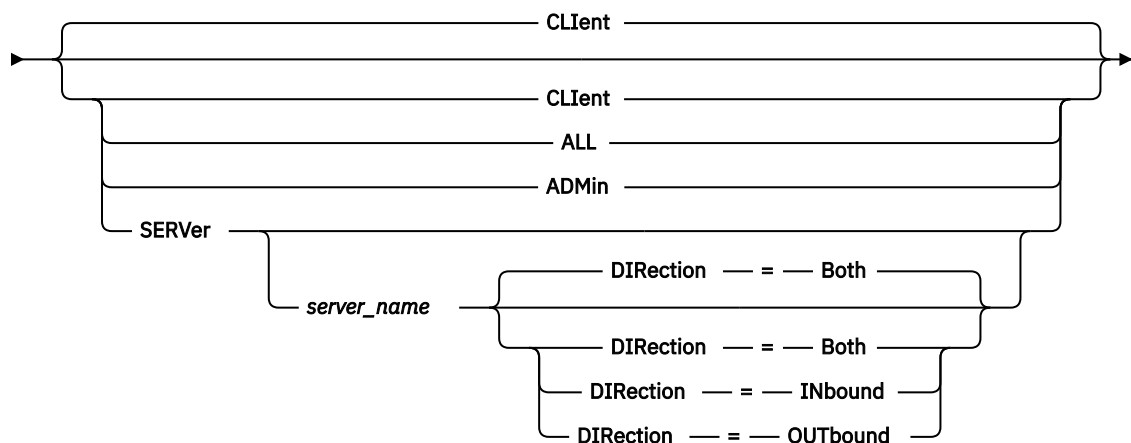 CLIent
CLIent
ALL
ADMin
SERVer
DIRection = Both
server_name
DIRection = Both
DIRection = INbound
DIRection = OUTbound